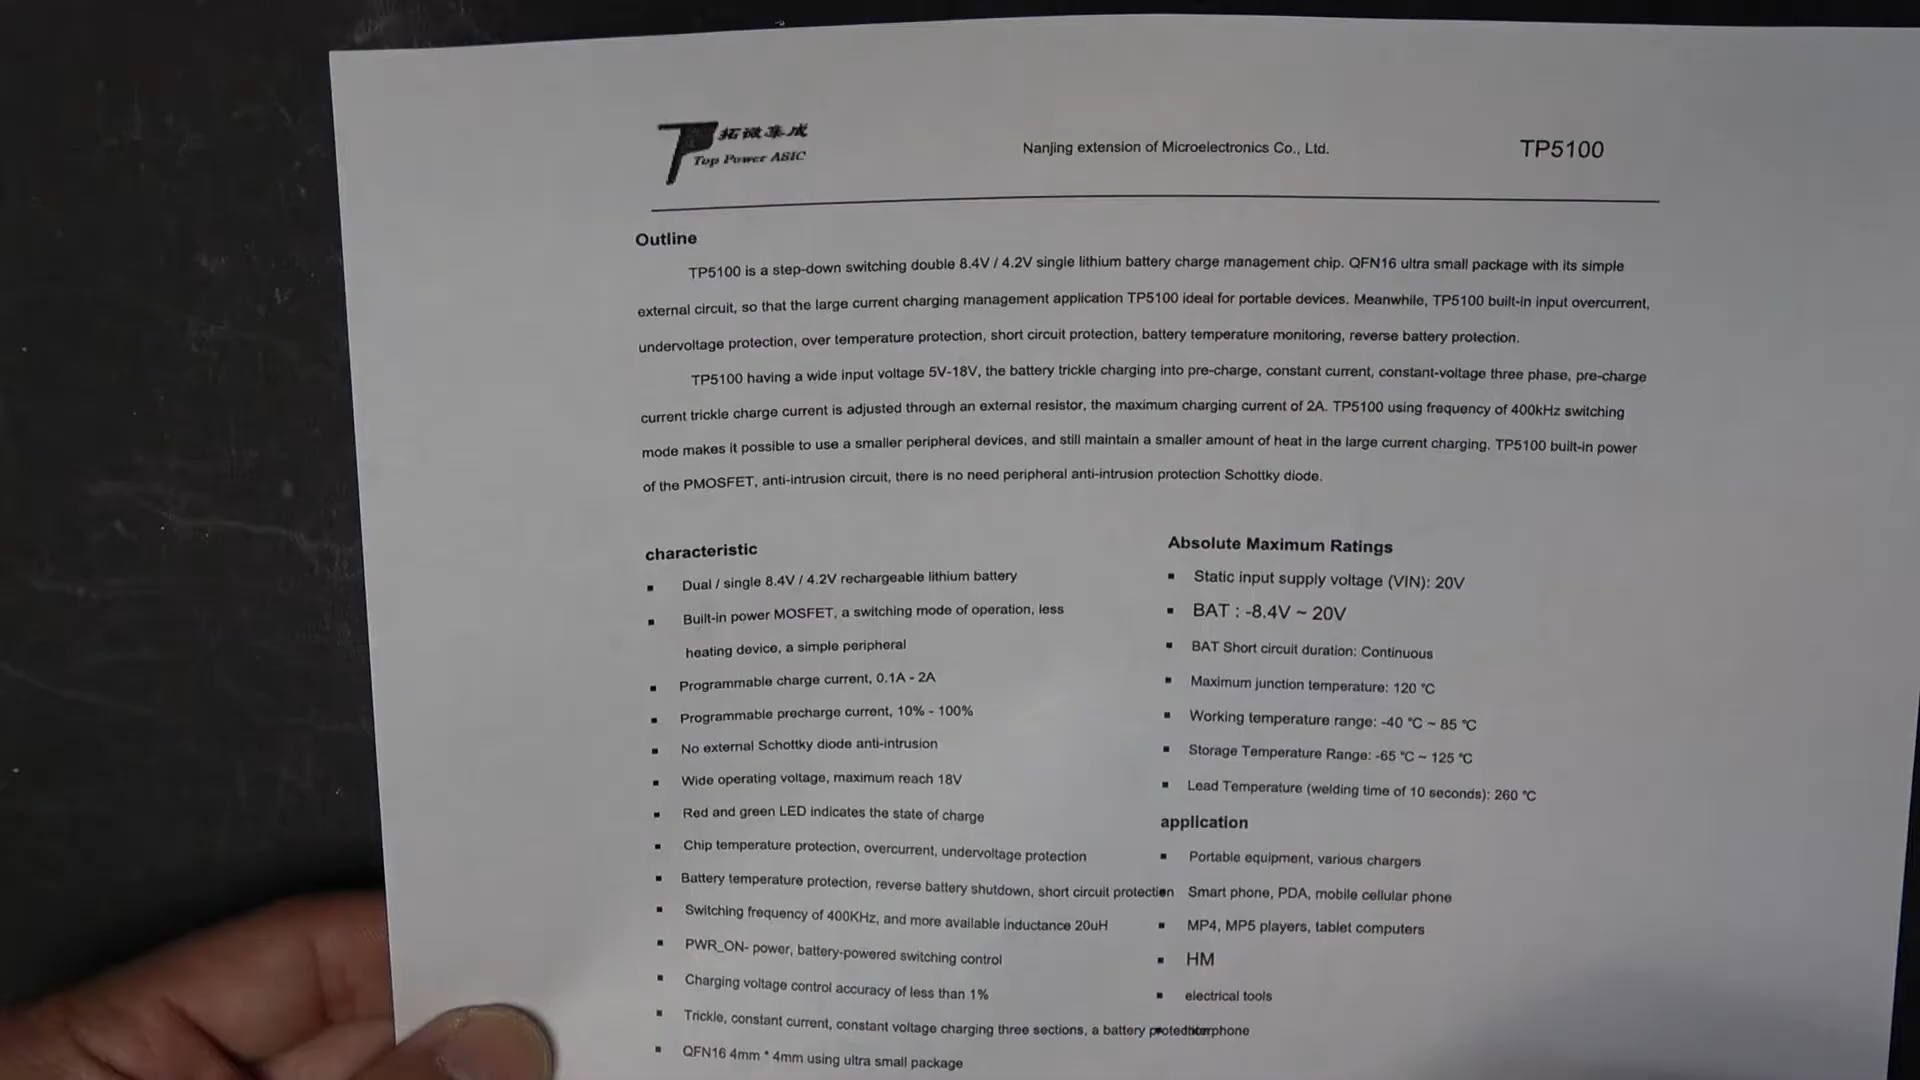 拓微集成
Top Power ASIC
Nanjing extension of Microelectronics Co., Ltd.
TP5100
Outline
TP5100 is a step-down switching double 8.4V / 4.2V single lithium battery charge management chip. QFN16 ultra small package with its simple
external circuit, so that the large current charging management application TP5100 ideal for portable devices. Meanwhile, TP5100 built-in input overcurrent,
undervoltage protection, over temperature protection, short circuit protection, battery temperature monitoring, reverse battery protection.
TP5100 having a wide input voltage 5V-18V, the battery trickle charging into pre-charge, constant current, constant-voltage three phase, pre-charge
current trickle charge current is adjusted through an external resistor, the maximum charging current of 2A. TP5100 using frequency of 400kHz switching
mode makes it possible to use a smaller peripheral devices, and still maintain a smaller amount of heat in the large current charging. TP5100 built-in power
of the PMOSFET, anti-intrusion circuit, there is no need peripheral anti-intrusion protection Schottky diode.
characteristic
▪ Dual / single 8.4V / 4.2V rechargeable lithium battery
▪ Built-in power MOSFET, a switching mode of operation, less
heating device, a simple peripheral
▪ Programmable charge current, 0.1A - 2A
▪ Programmable precharge current, 10% - 100%
▪ No external Schottky diode anti-intrusion
▪ Wide operating voltage, maximum reach 18V
▪ Red and green LED indicates the state of charge
▪ Chip temperature protection, overcurrent, undervoltage protection
▪ Battery temperature protection, reverse battery shutdown, short circuit protection
▪ Switching frequency of 400KHz, and more available inductance 20uH
▪ PWR_ON- power, battery-powered switching control
▪ Charging voltage control accuracy of less than 1%
▪ Trickle, constant current, constant voltage charging three sections, a battery
▪ QFN16 4mm * 4mm using ultra small package
Absolute Maximum Ratings
▪ Static input supply voltage (VIN): 20V
▪ BAT : -8.4V ~ 20V
▪ BAT Short circuit duration: Continuous
▪ Maximum junction temperature: 120 ℃
▪ Working temperature range: -40 ℃ ~ 85 ℃
▪ Storage Temperature Range: -65 ℃ ~ 125 ℃
▪ Lead Temperature (welding time of 10 seconds): 260 ℃
application
▪ Portable equipment, various chargers
▪ Smart phone, PDA, mobile cellular phone
▪ MP4, MP5 players, tablet computers
▪ HM
▪ electrical tools